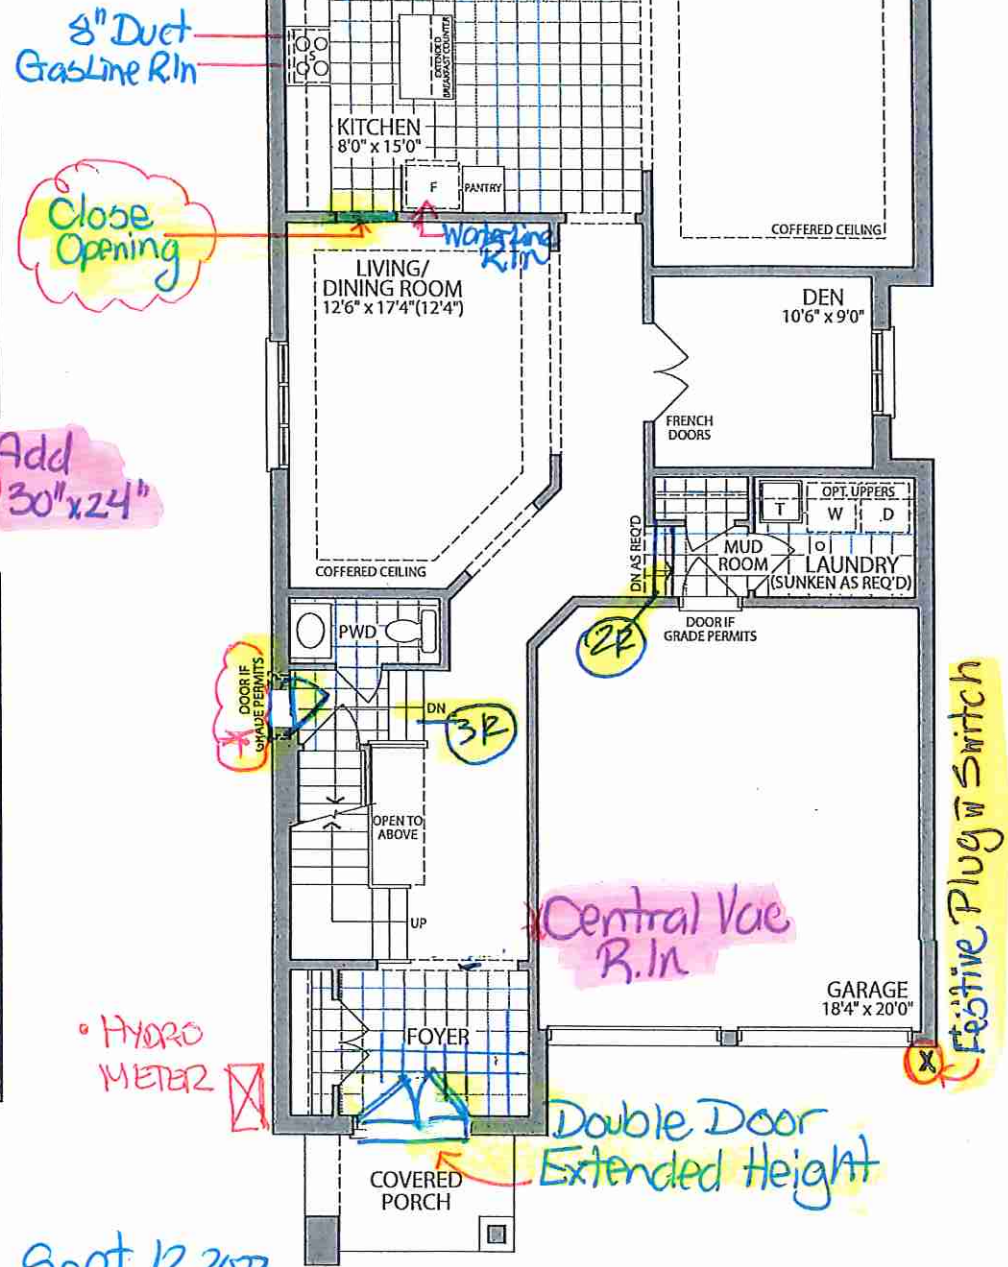 8" Duct
GasLine R.In
S
EXTENDED
BREAKFAST COUNTER
KITCHEN
8'0" x 15'0"
F
PANTRY
Close
Opening
WaterLine
R.In
COFFERED CEILING
LIVING/
DINING ROOM
12'6" x 17'4"(12'4")
DEN
10'6" x 9'0"
FRENCH
DOORS
Add
30"x24"
OPT. UPPERS
T
W
D
DN AS REQ'D
MUD
ROOM
LAUNDRY
(SUNKEN AS REQ'D)
COFFERED CEILING
DOOR IF
GRADE PERMITS
PWD
2R
DOOR IF
GRADE PERMITS
DN
3R
OPEN TO
ABOVE
UP
Central Vac
R.In
Festive Plug w Switch
GARAGE
18'4" x 20'0"
• HYDRO
METER
FOYER
X
Double Door
Extended Height
COVERED
PORCH
Sept 12